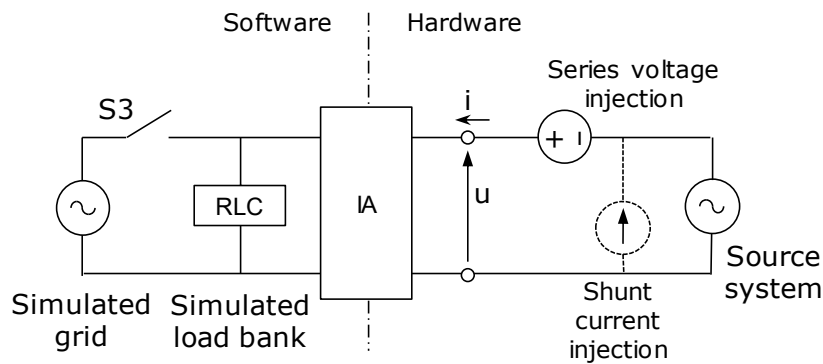 Software
Hardware
Series voltage
injection
S3
i
+ -
RLC
IA
u
Simulated
grid
Simulated
load bank
Source
system
Shunt
current
injection